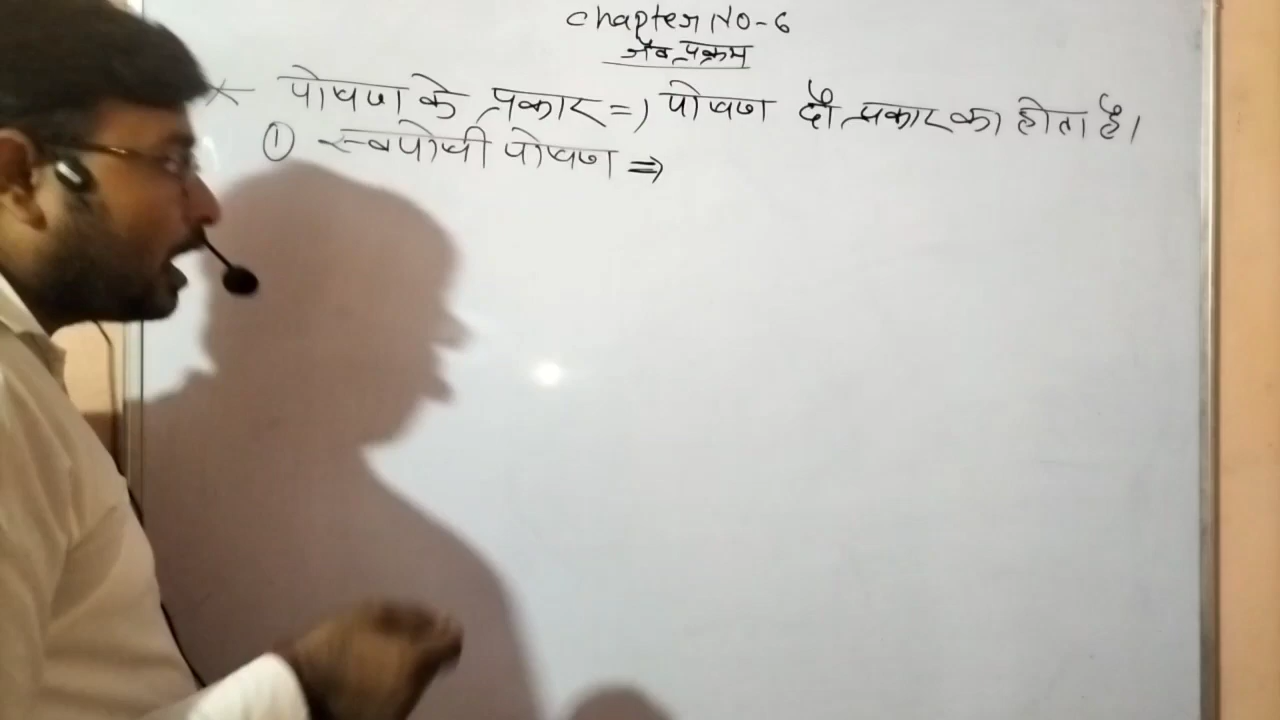 Chapter No-6
जैव प्रक्रम
* पोषण के प्रकार => पोषण दो प्रकार का होता है।
① स्वपोषी पोषण ⇒